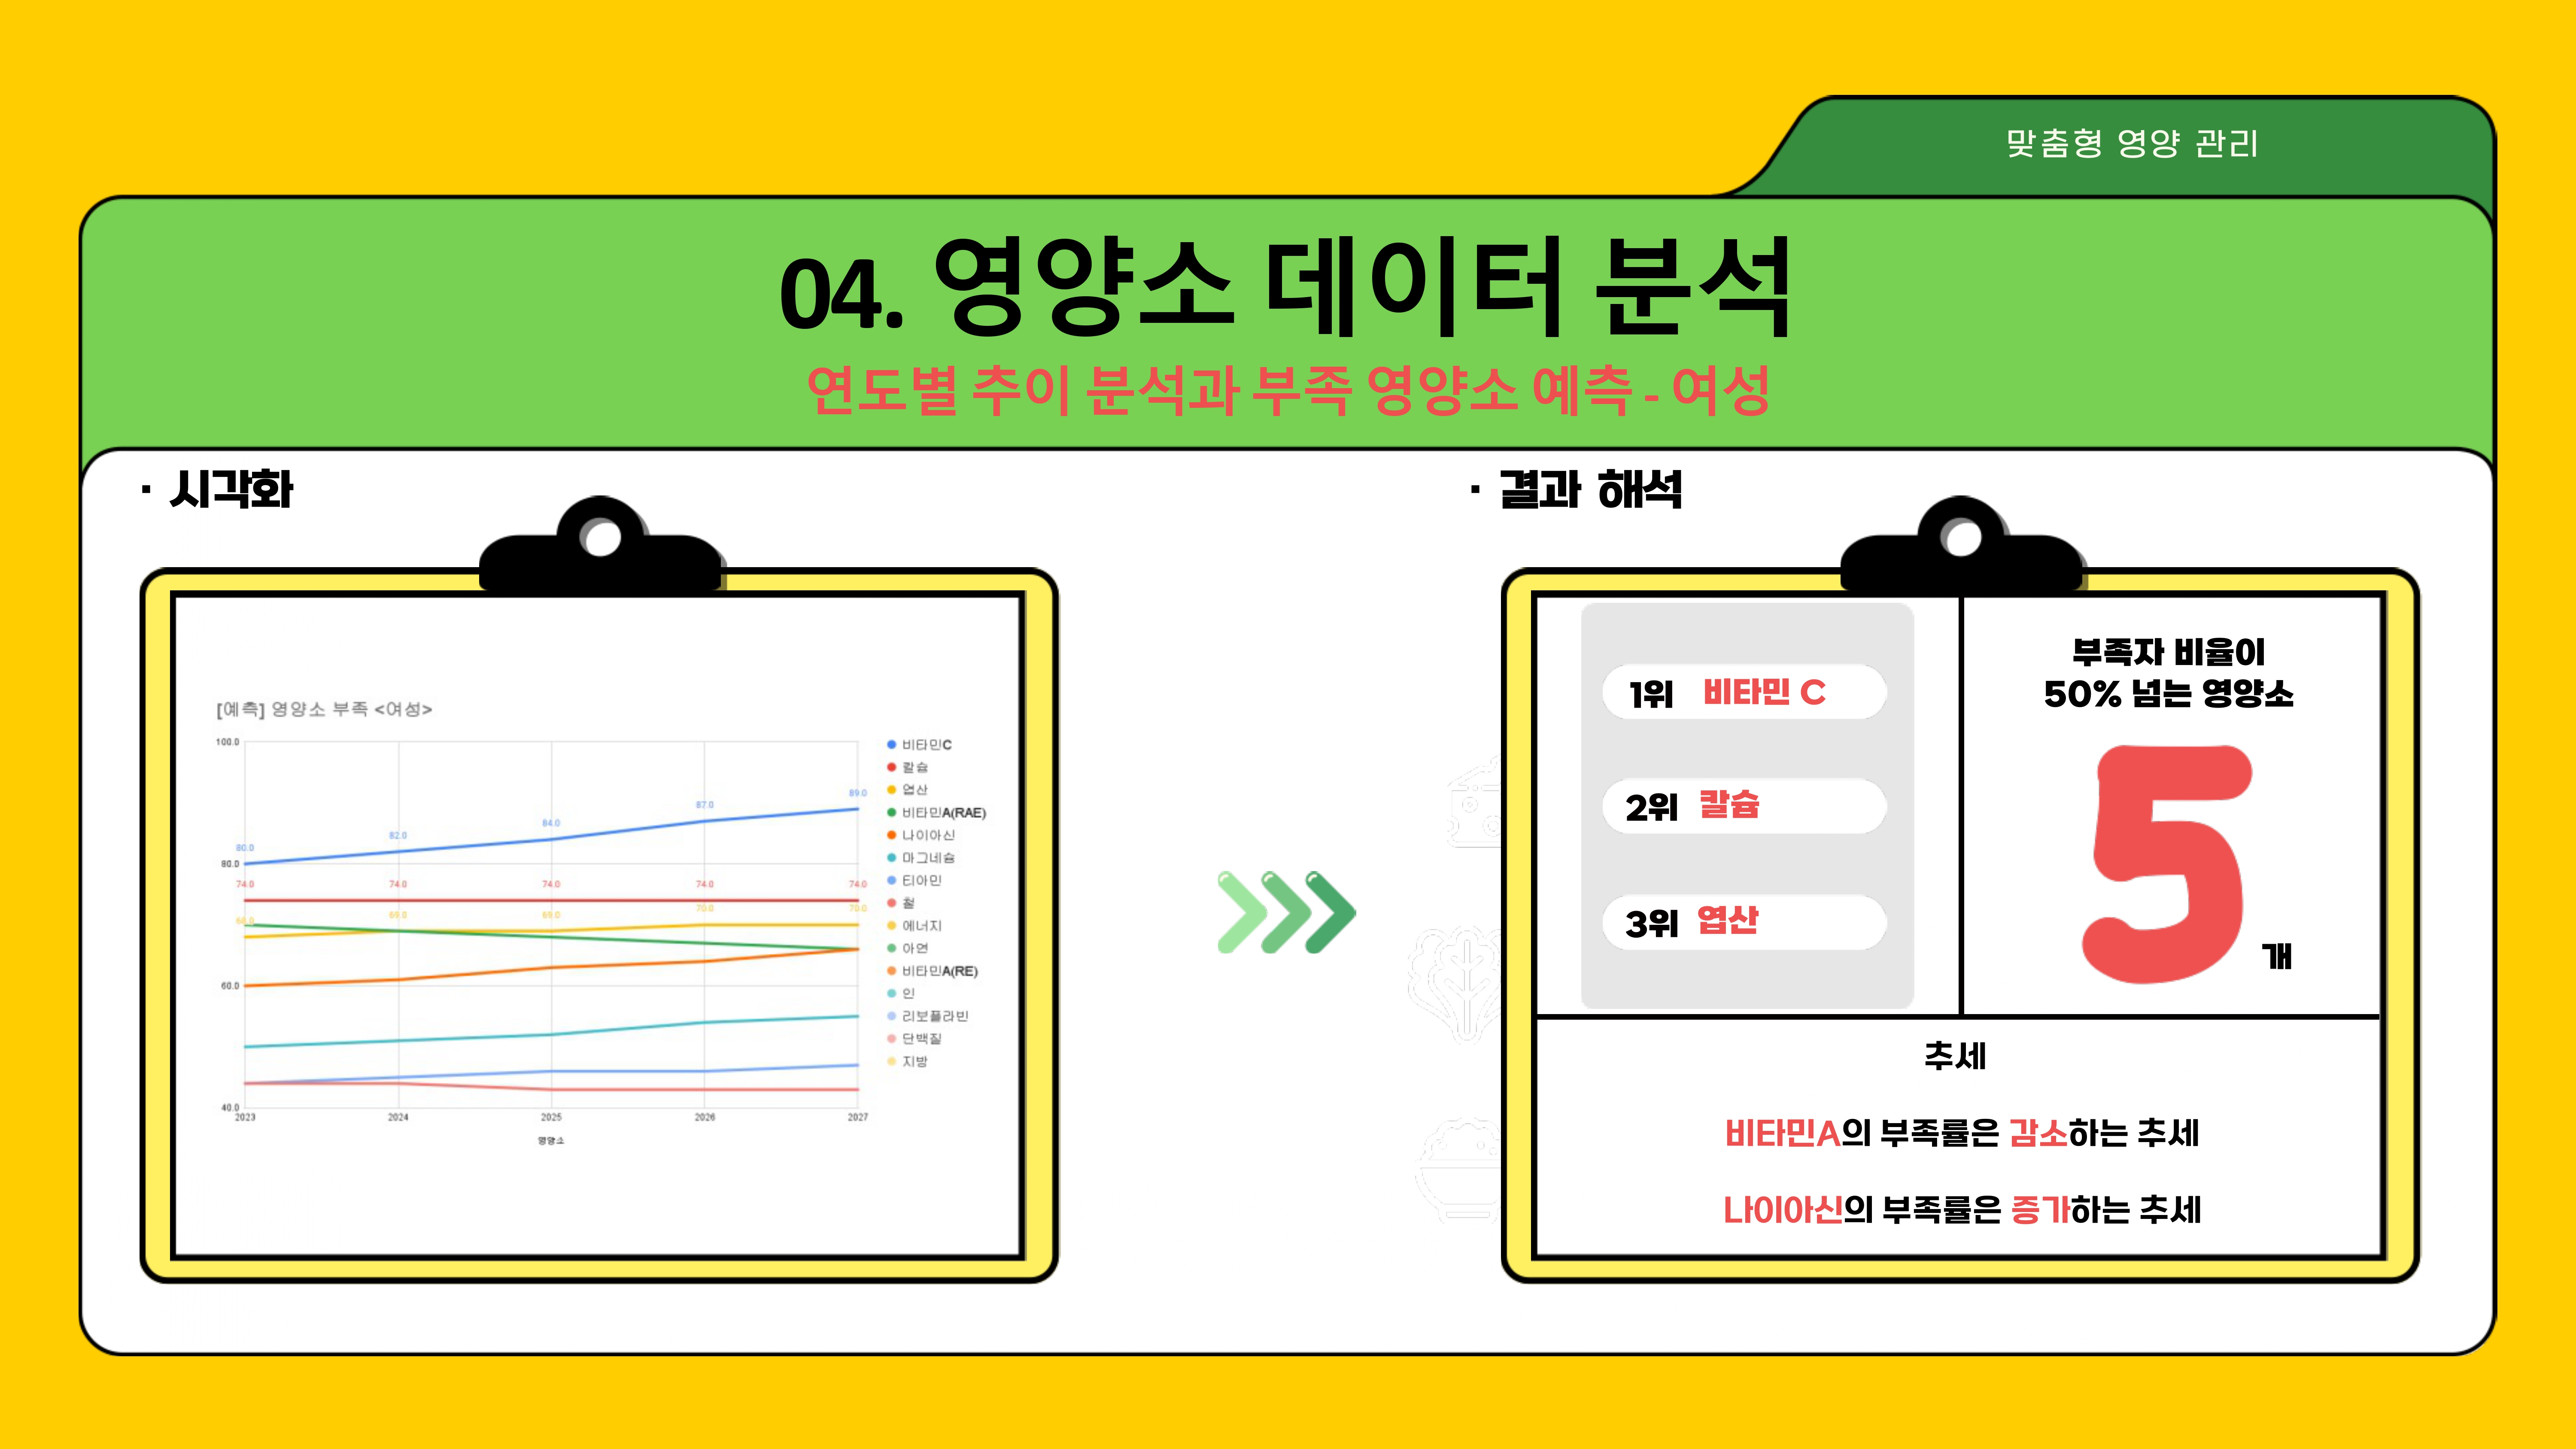 맞춤형 영양 관리
04. 영양소 데이터 분석
연도별 추이 분석과 부족 영양소 예측 - 여성
· 시각화
[예측] 영양소 부족 <여성>
100.0
80.0
60.0
40.0
80.0
82.0
84.0
87.0
89.0
74.0
74.0
74.0
74.0
74.0
68.0
69.0
69.0
70.0
70.0
2023
2024
2025
2026
2027
영양소
비타민C
칼슘
엽산
비타민A(RAE)
나이아신
마그네슘
티아민
철
에너지
아연
비타민A(RE)
인
리보플라빈
단백질
지방
· 결과 해석
1위 비타민 C
2위 칼슘
3위 엽산
부족자 비율이
50% 넘는 영양소
5 개
추세
비타민A의 부족률은 감소하는 추세
나이아신의 부족률은 증가하는 추세